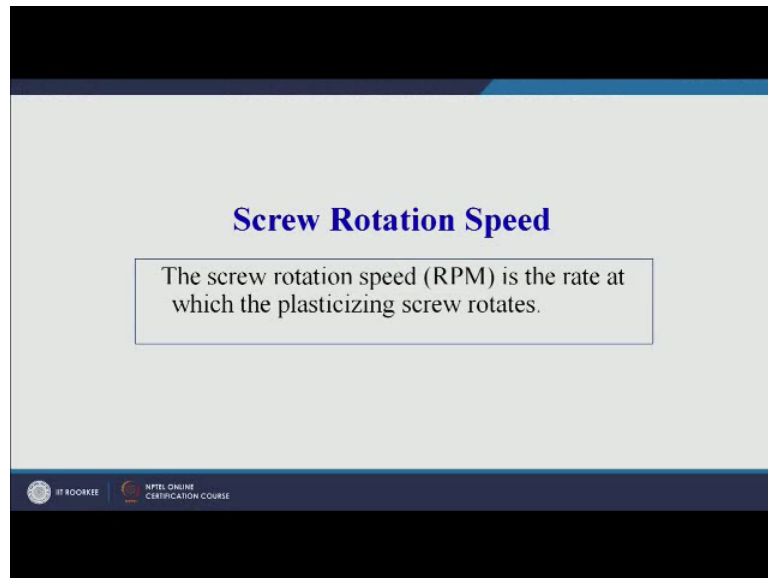 Screw Rotation Speed
The screw rotation speed (RPM) is the rate at
which the plasticizing screw rotates.
IIT ROORKEE
NPTEL ONLINE
CERTIFICATION COURSE